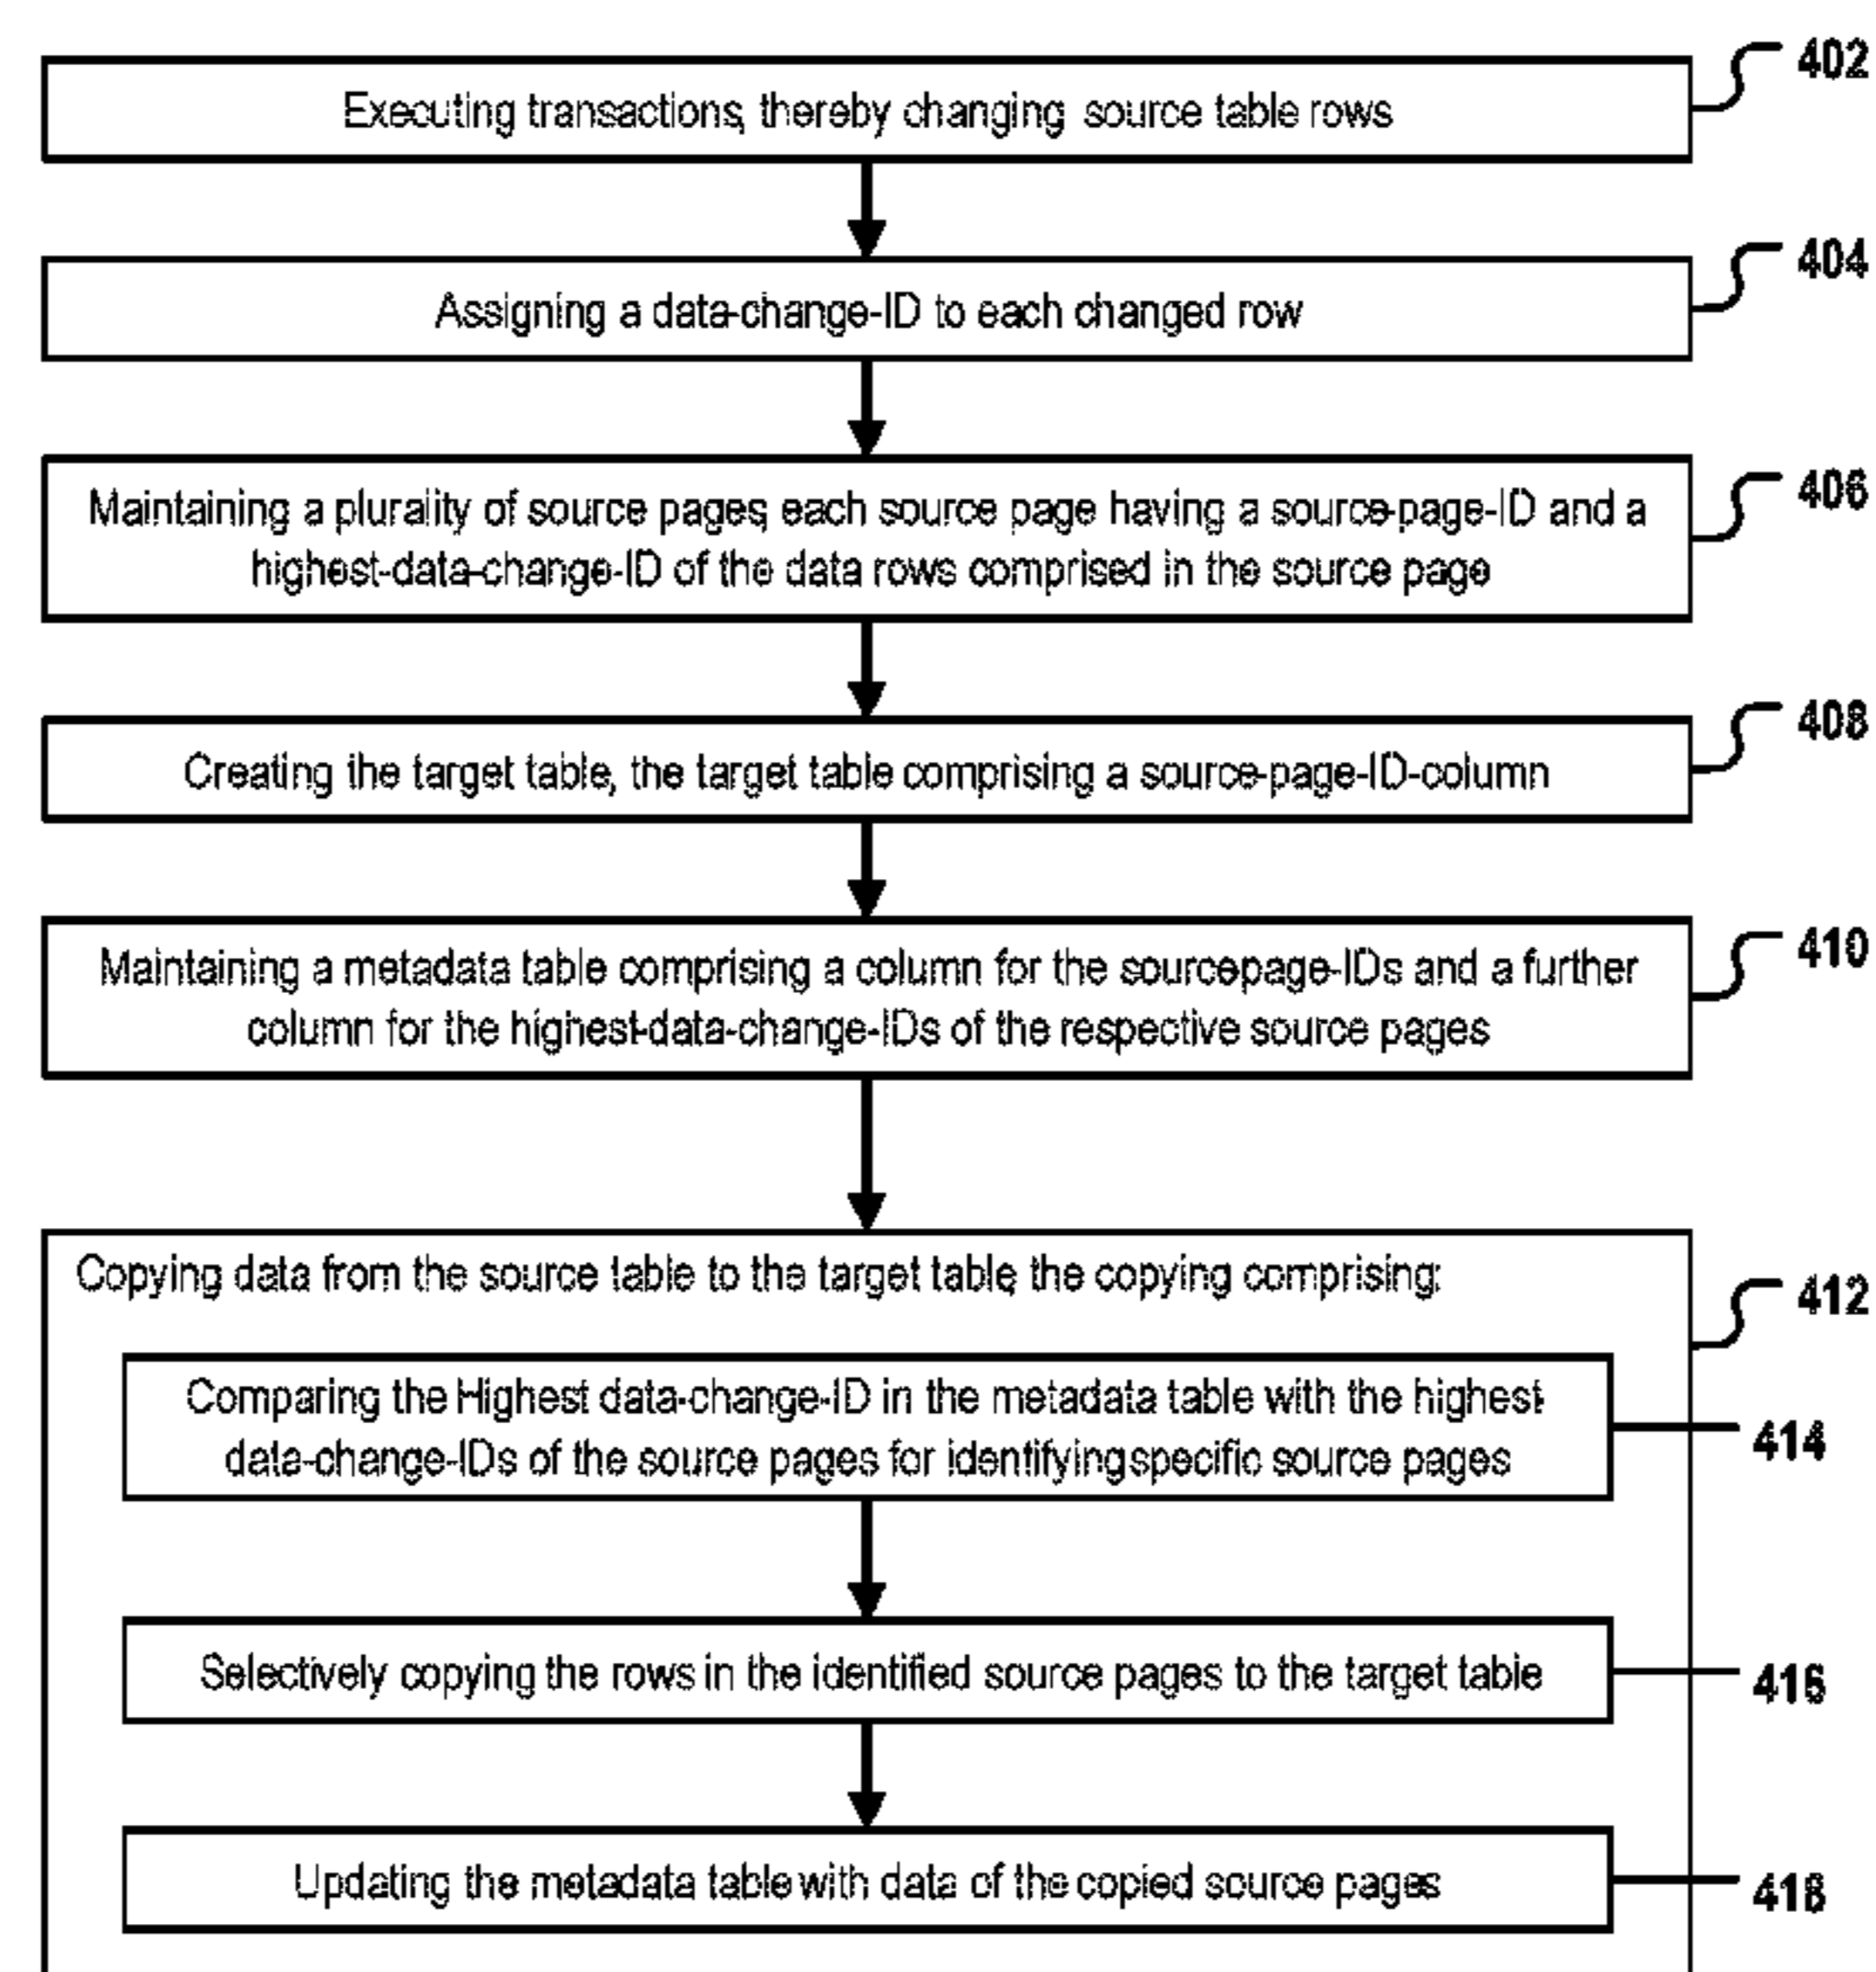 402
Executing transactions, thereby changing source table rows
404
Assigning a data-change-ID to each changed row
406
Maintaining a plurality of source pages, each source page having a source-page-ID and a
highest-data-change-ID of the data rows comprised in the source page
408
Creating the target table, the target table comprising a source-page-ID-column
410
Maintaining a metadata table comprising a column for the sourcepage-IDs and a further
column for the highest-data-change-IDs of the respective source pages
Copying data from the source table to the target table, the copying comprising:
412
Comparing the Highest data-change-ID in the metadata table with the highest-
data-change-IDs of the source pages for identifying specific source pages
414
Selectively copying the rows in the identified source pages to the target table
416
Updating the metadata table with data of the copied source pages
418